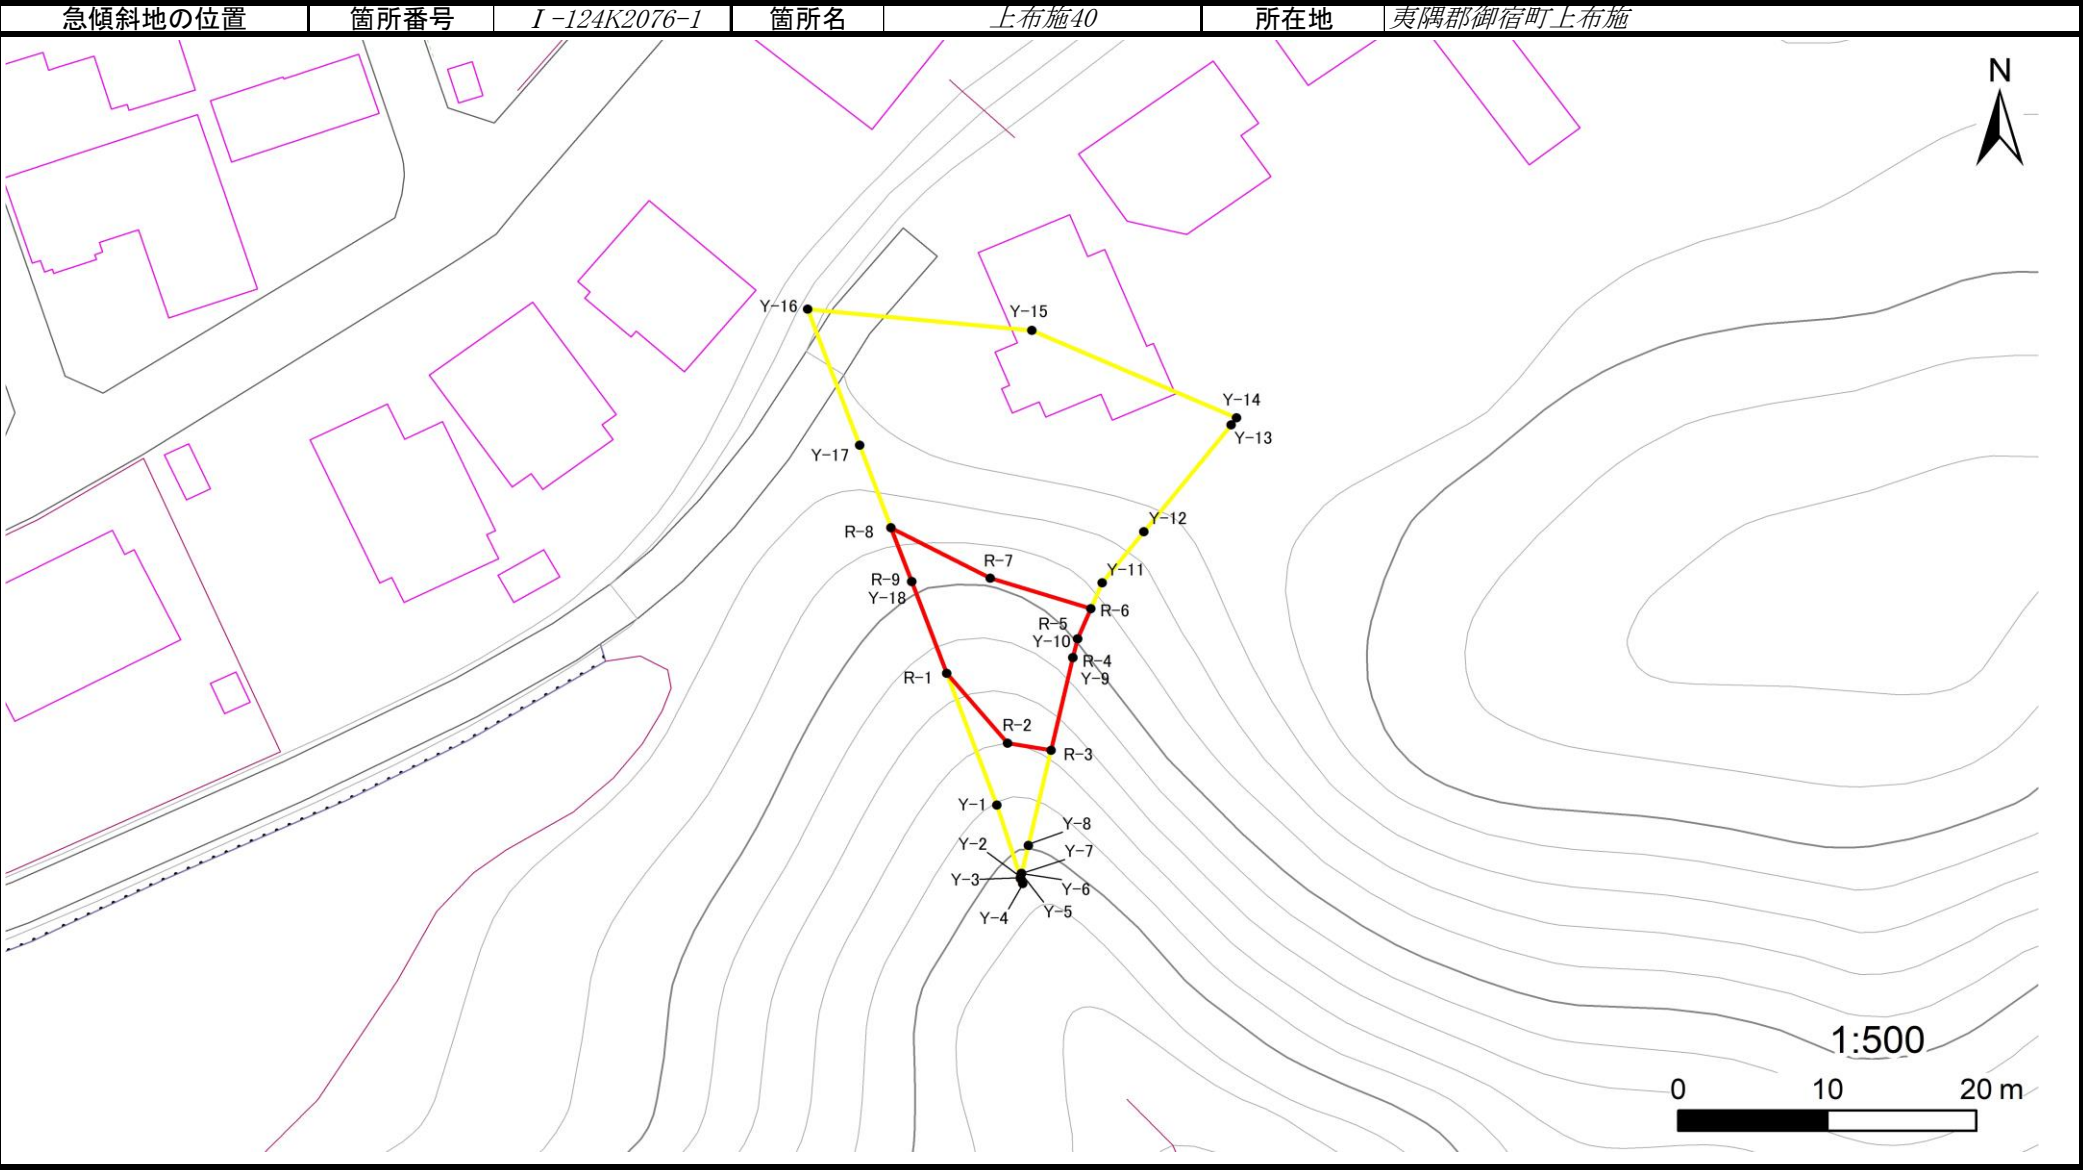 急傾斜地の位置 箇所番号 Ⅰ-124K2076-1 箇所名 上布施40 所在地 夷隅郡御宿町上布施
N
Y-16
Y-15
Y-14
Y-13
Y-17
Y-12
R-8
R-7
Y-11
R-9
Y-18
R-6
R-5
Y-10
R-4
Y-9
R-1
R-2
R-3
Y-1
Y-8
Y-2
Y-7
Y-3
Y-6
Y-4
Y-5
1:500
0 10 20 m